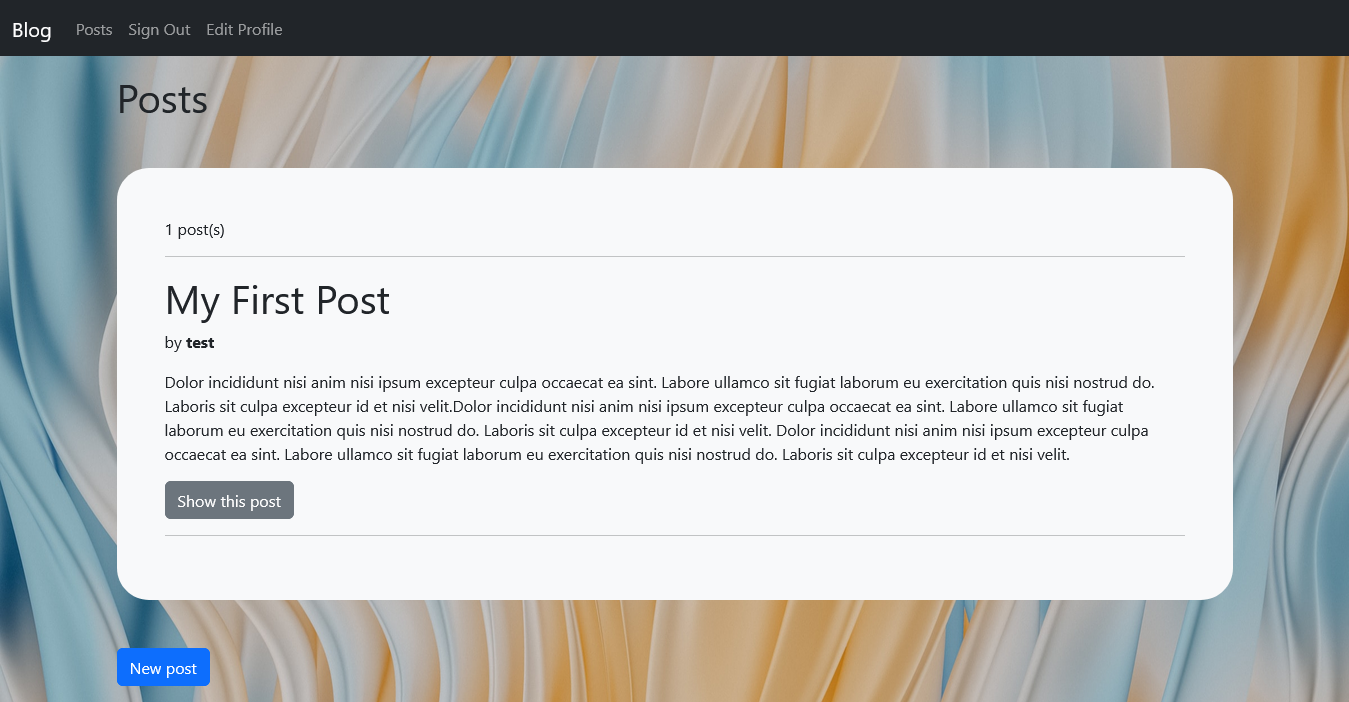 Blog Posts Sign Out Edit Profile
Posts
1 post(s)
My First Post
by test
Dolor incididunt nisi anim nisi ipsum excepteur culpa occaecat ea sint. Labore ullamco sit fugiat laborum eu exercitation quis nisi nostrud do.
Laboris sit culpa excepteur id et nisi velit.Dolor incididunt nisi anim nisi ipsum excepteur culpa occaecat ea sint. Labore ullamco sit fugiat
laborum eu exercitation quis nisi nostrud do. Laboris sit culpa excepteur id et nisi velit. Dolor incididunt nisi anim nisi ipsum excepteur culpa
occaecat ea sint. Labore ullamco sit fugiat laborum eu exercitation quis nisi nostrud do. Laboris sit culpa excepteur id et nisi velit.
Show this post
New post